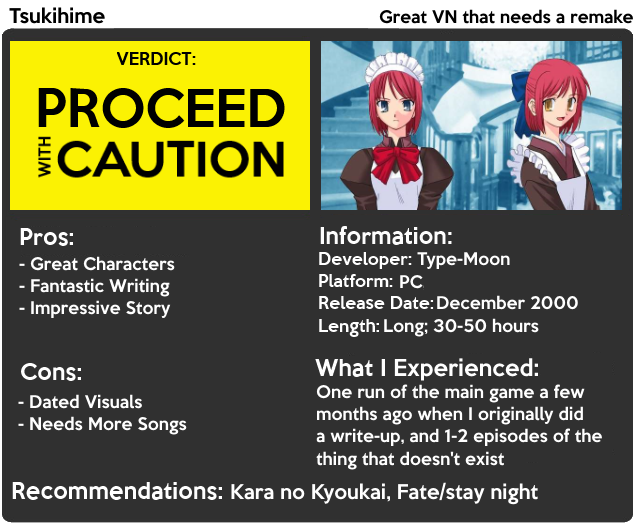 Tsukihime
Great VN that needs a remake
VERDICT:
PROCEED
WITH CAUTION
Pros:
- Great Characters
- Fantastic Writing
- Impressive Story
Cons:
- Dated Visuals
- Needs More Songs
Information:
Developer: Type-Moon
Platform: PC
Release Date: December 2000
Length: Long; 30-50 hours
What I Experienced:
One run of the main game a few
months ago when I originally did
a write-up, and 1-2 episodes of the
thing that doesn't exist
Recommendations: Kara no Kyoukai, Fate/stay night